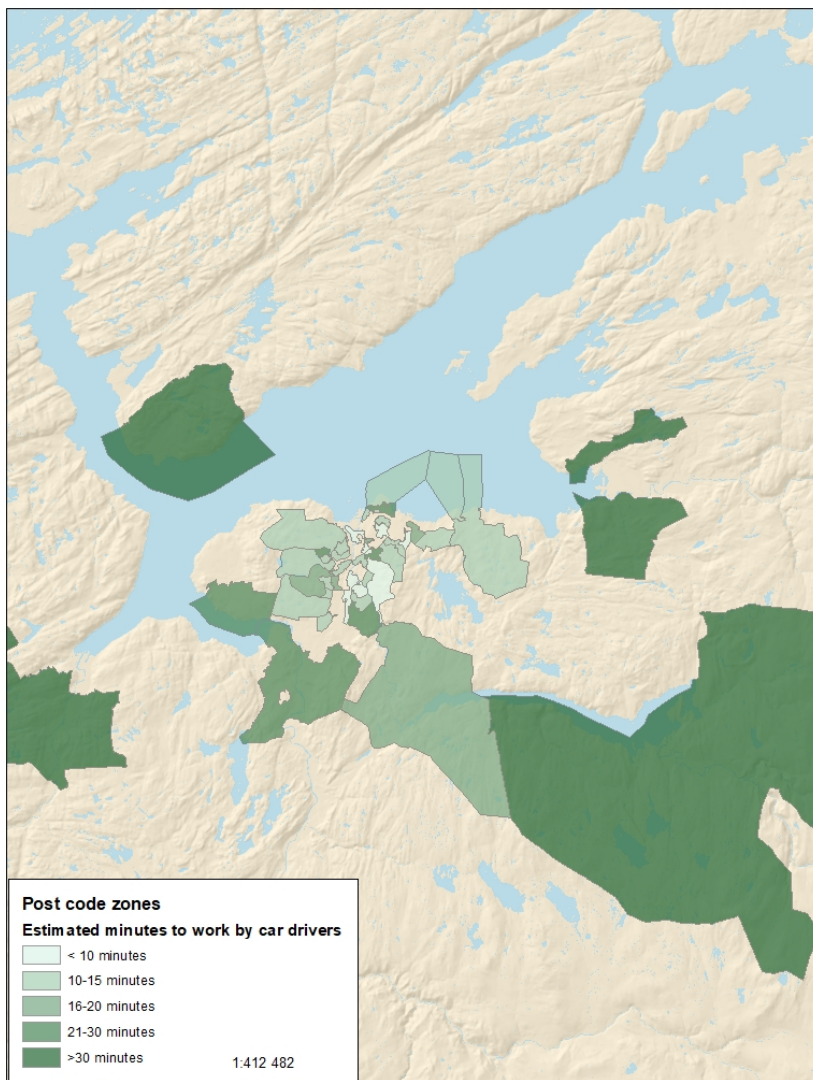 Post code zones
Estimated minutes to work by car drivers
< 10 minutes
10-15 minutes
16-20 minutes
21-30 minutes
>30 minutes
1:412 482